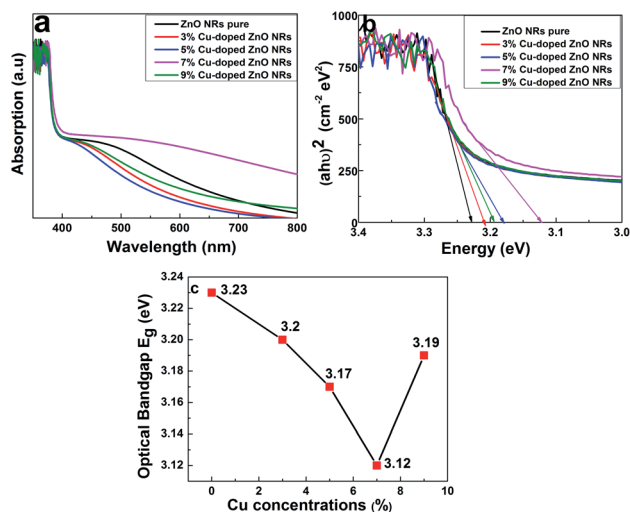 a
ZnO NRs pure
3% Cu-doped ZnO NRs
5% Cu-doped ZnO NRs
7% Cu-doped ZnO NRs
9% Cu-doped ZnO NRs
Absorption (a.u)
400 500 600 700 800
Wavelength (nm)
b
ZnO NRs pure
3% Cu-doped ZnO NRs
5% Cu-doped ZnO NRs
7% Cu-doped ZnO NRs
9% Cu-doped ZnO NRs
(ahυ)² (cm⁻² eV²)
1000
750
500
250
0
3.4 3.3 3.2 3.1 3.0
Energy (eV)
c
Optical Bandgap Eg (eV)
3.24
3.22
3.20
3.18
3.16
3.14
3.12
3.23
3.2
3.17
3.12
3.19
0 2 4 6 8 10
Cu concentrations (%)